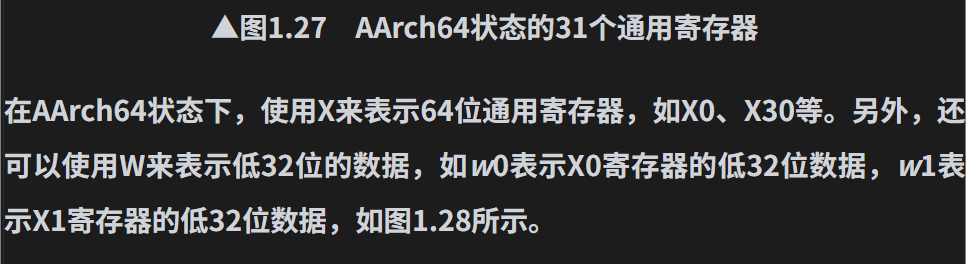 ▲图1.27 AArch64状态的31个通用寄存器
在AArch64状态下，使用X来表示64位通用寄存器，如X0、X30等。另外，还
可以使用W来表示低32位的数据，如w0表示X0寄存器的低32位数据，w1表
示X1寄存器的低32位数据，如图1.28所示。